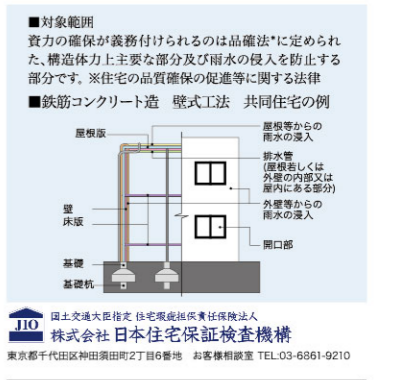 ■対象範囲
資力の確保が義務付けられるのは品確法*に定められ
た、構造体力上主要な部分及び雨水の侵入を防止する
部分です。※住宅の品質確保の促進等に関する法律
■鉄筋コンクリート造　壁式工法　共同住宅の例
屋根版
屋根等からの
雨水の浸入
排水管
(屋根若しくは
外壁の内部又は
屋内にある部分)
外壁等からの
雨水の浸入
壁
床版
開口部
基礎
基礎杭
JIO
国土交通大臣指定 住宅瑕疵担保責任保険法人
株式会社 日本住宅保証検査機構
東京都千代田区神田須田町2丁目6番地　お客様相談室 TEL:03-6861-9210